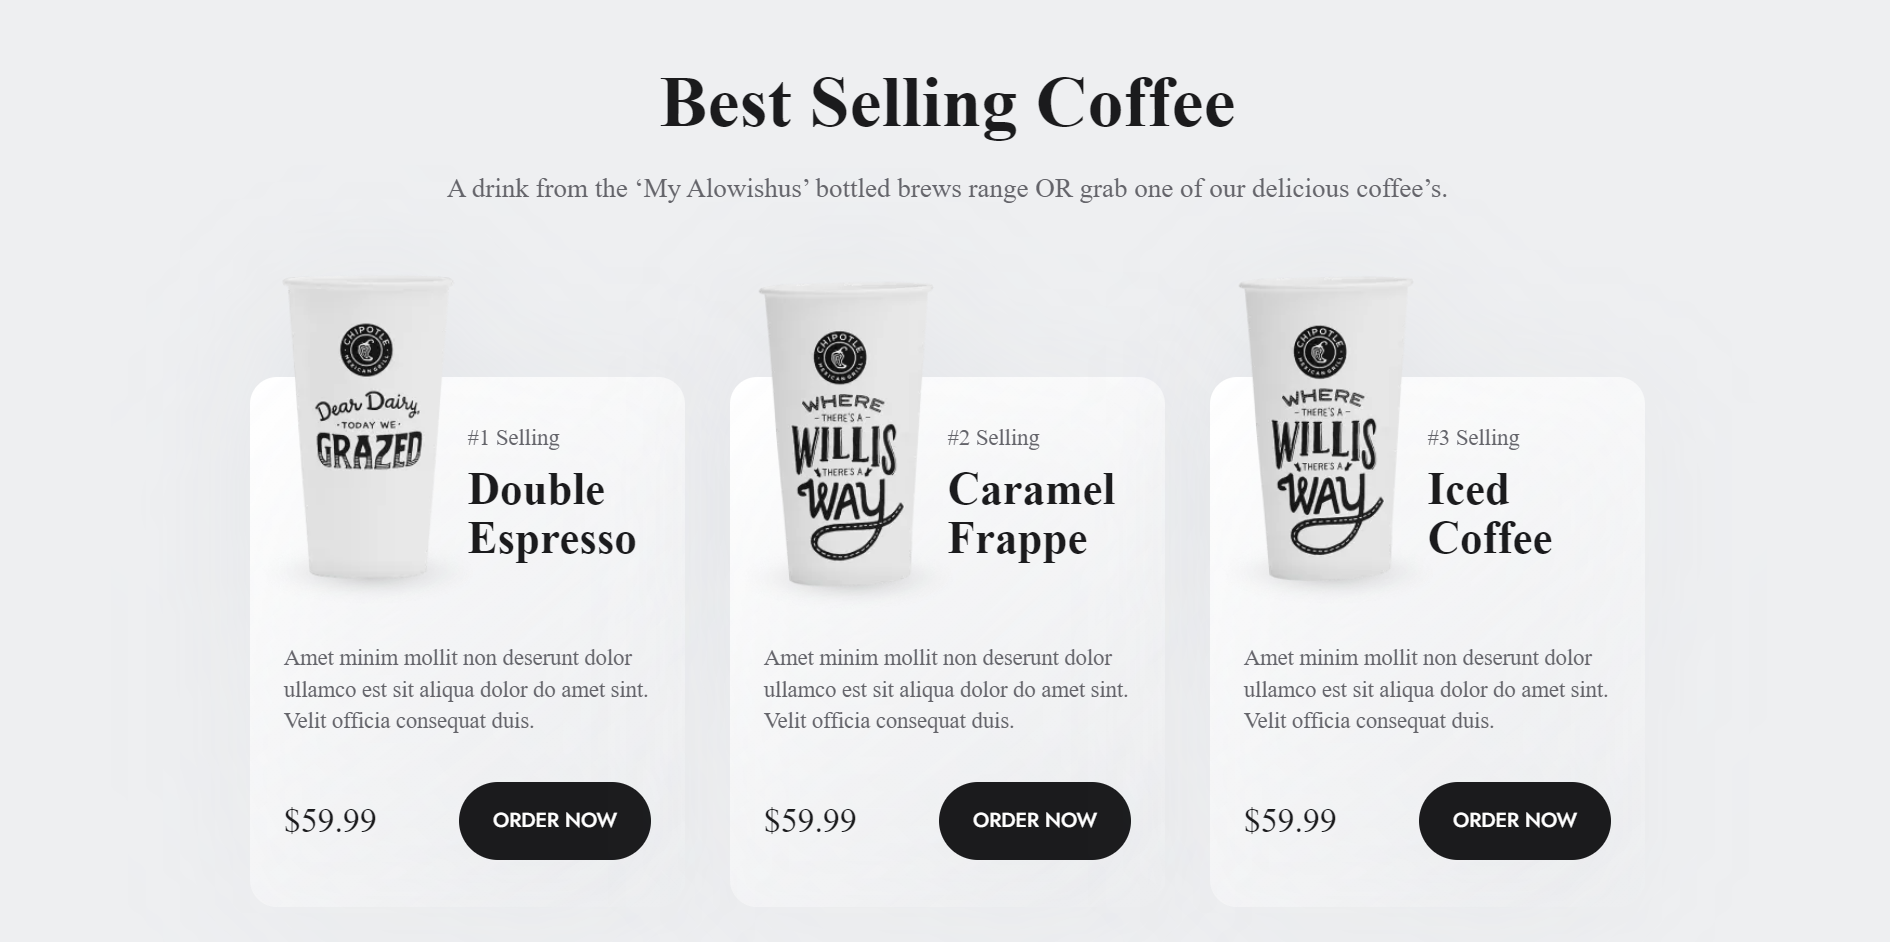 Best Selling Coffee
A drink from the ‘My Alowishus’ bottled brews range OR grab one of our delicious coffee’s.
CHIPOTLE
MEXICAN GRILL
Dear Dairy,
·TODAY WE·
GRAZED
#1 Selling
Double
Espresso
Amet minim mollit non deserunt dolor
ullamco est sit aliqua dolor do amet sint.
Velit officia consequat duis.
$59.99
ORDER NOW
CHIPOTLE
MEXICAN GRILL
WHERE
– THERE'S A –
WILLIS
THERE'S A
WAY
#2 Selling
Caramel
Frappe
Amet minim mollit non deserunt dolor
ullamco est sit aliqua dolor do amet sint.
Velit officia consequat duis.
$59.99
ORDER NOW
CHIPOTLE
MEXICAN GRILL
WHERE
– THERE'S A –
WILLIS
THERE'S A
WAY
#3 Selling
Iced
Coffee
Amet minim mollit non deserunt dolor
ullamco est sit aliqua dolor do amet sint.
Velit officia consequat duis.
$59.99
ORDER NOW